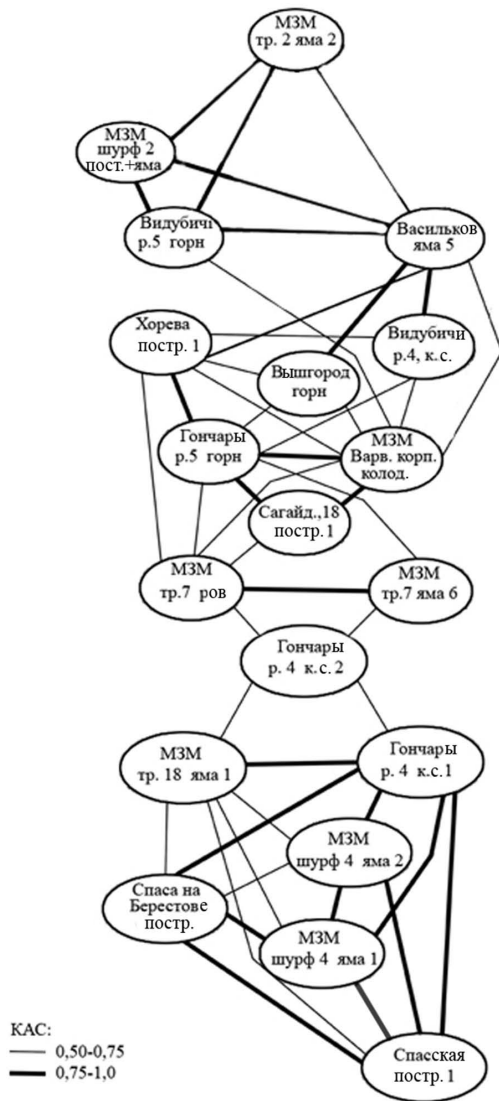 МЗМ
тр. 2 яма 2
МЗМ
шурф 2
пост.+яма
Видубичі
р.5 горн
Васильков
яма 5
Хорева
постр. 1
Видубичи
р.4, к.с.
Вышгород
горн
Гончары
р.5 горн
МЗМ
Варв. корп.
колод.
Сагайд.,18
постр. 1
МЗМ
тр.7 ров
МЗМ
тр.7 яма 6
Гончары
р. 4 к.с. 2
МЗМ
тр. 18 яма 1
Гончары
р. 4 к.с.1
МЗМ
шурф 4 яма 2
Спаса на
Берестове
постр.
МЗМ
шурф 4 яма 1
Спасская
постр. 1
КАС:
0,50-0,75
0,75-1,0